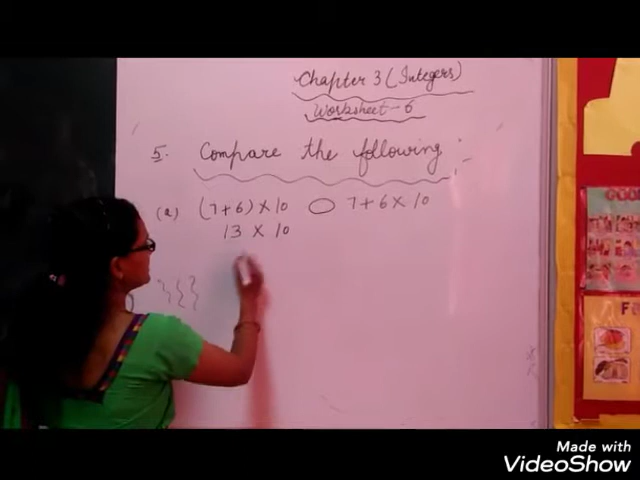 Chapter 3 (Integers)
Worksheet-6
5. Compare the following :-
(a) (7+6) × 10 ◯ 7+6 × 10
13 × 10
Made with
VideoShow